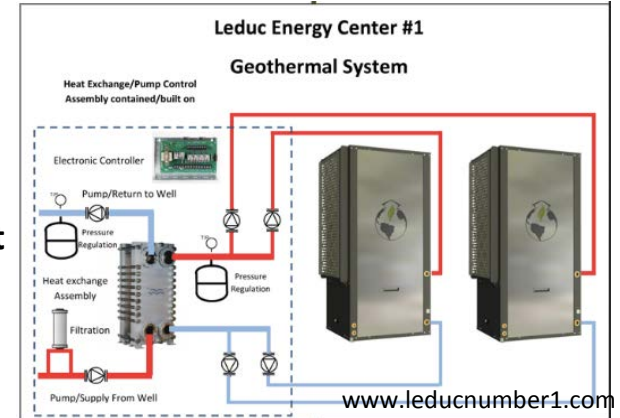 Leduc Energy Center #1
Geothermal System
Heat Exchange/Pump Control
Assembly contained/built on
Electronic Controller
Pump/Return to Well
Pressure
Regulation
Pressure
Regulation
Heat exchange
Assembly
Filtration
Pump/Supply From Well
www.leducnumber1.com
t